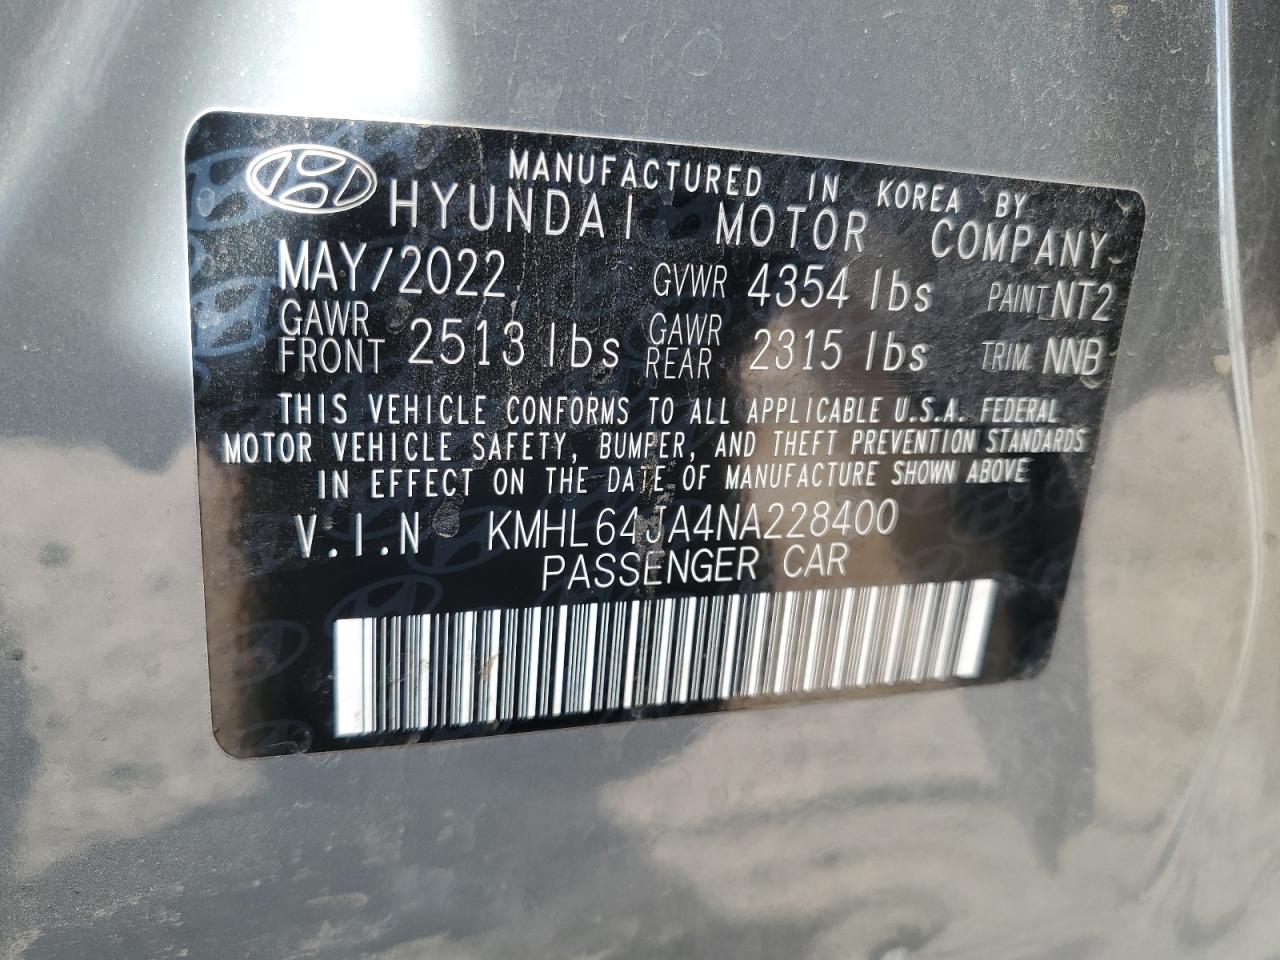 MANUFACTURED IN KOREA BY
HYUNDAI MOTOR COMPANY
MAY/2022 GVWR 4354 lbs PAINT NT2
GAWR FRONT 2513 lbs GAWR REAR 2315 lbs TRIM NNB
THIS VEHICLE CONFORMS TO ALL APPLICABLE U.S.A. FEDERAL
MOTOR VEHICLE SAFETY, BUMPER, AND THEFT PREVENTION STANDARDS
IN EFFECT ON THE DATE OF MANUFACTURE SHOWN ABOVE
V.I.N KMHL64JA4NA228400
PASSENGER CAR